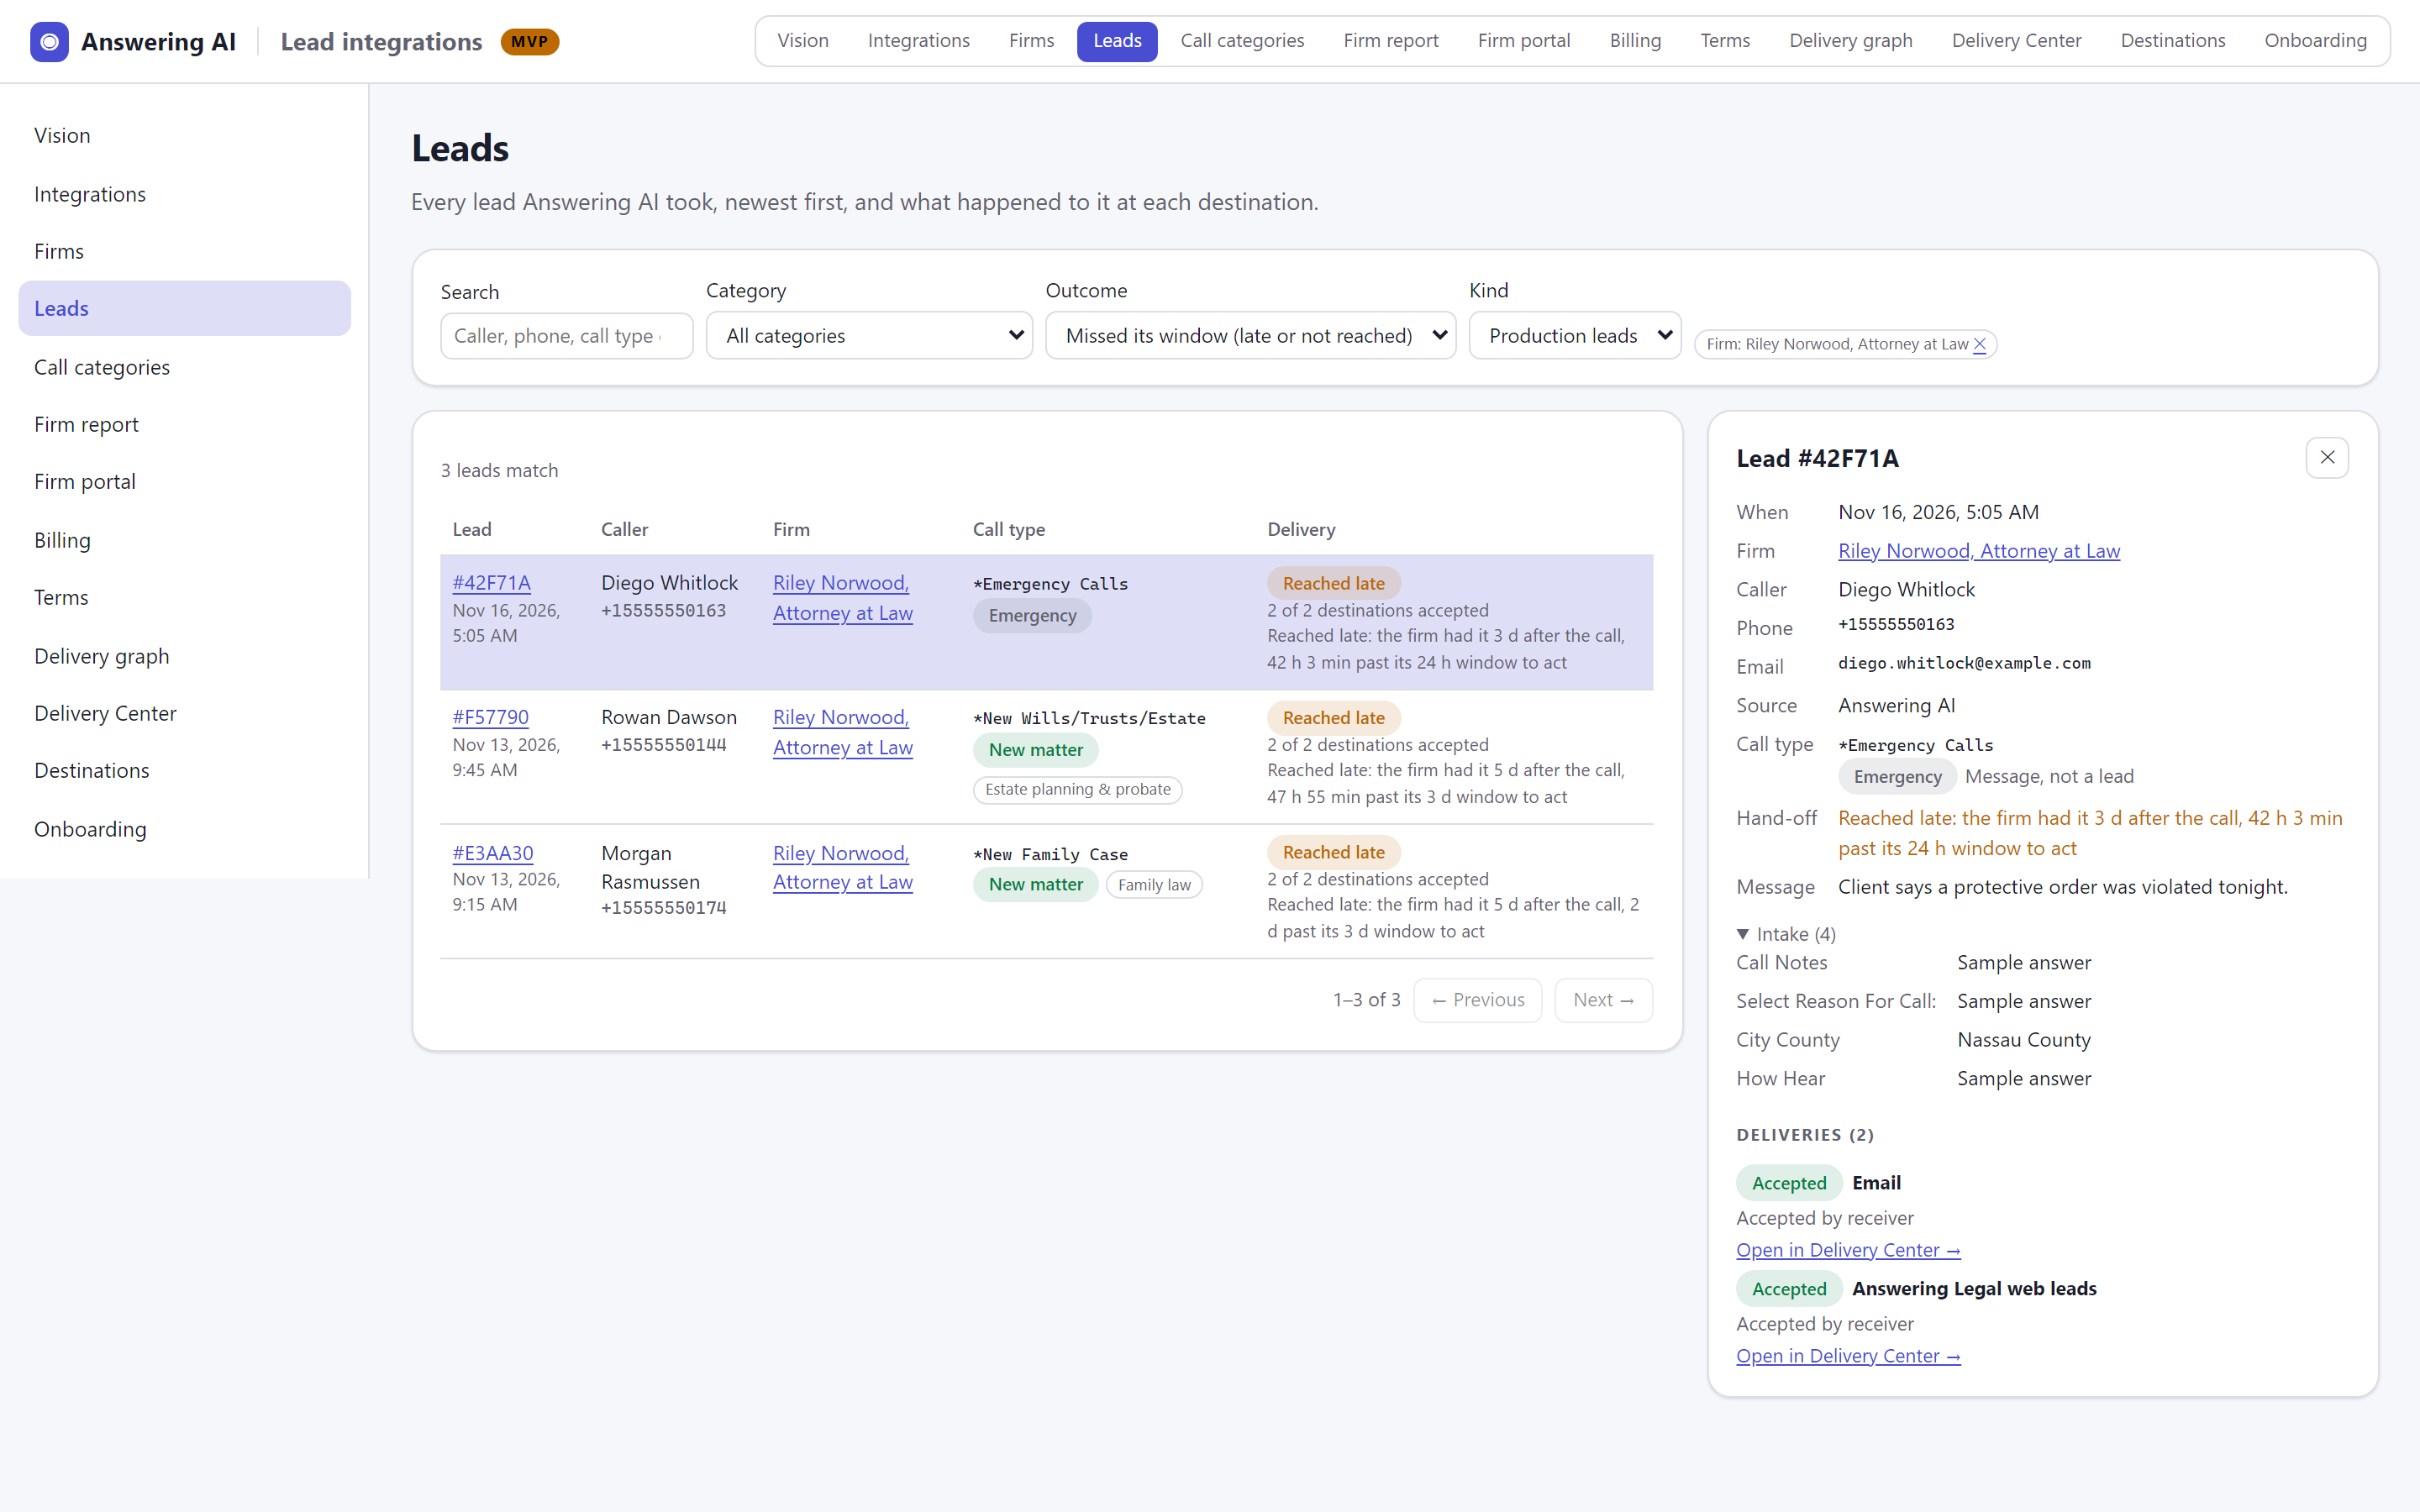 Answering AI
Lead integrations
MVP
Vision
Integrations
Firms
Leads
Call categories
Firm report
Firm portal
Billing
Terms
Delivery graph
Delivery Center
Destinations
Onboarding
Vision
Integrations
Firms
Leads
Call categories
Firm report
Firm portal
Billing
Terms
Delivery graph
Delivery Center
Destinations
Onboarding
Leads
Every lead Answering AI took, newest first, and what happened to it at each destination.
Search
Caller, phone, call type
Category
All categories
Outcome
Missed its window (late or not reached)
Kind
Production leads
Firm: Riley Norwood, Attorney at Law ×
3 leads match
Lead Caller Firm Call type Delivery
#42F71A
Nov 16, 2026,
5:05 AM
Diego Whitlock
+15555550163
Riley Norwood,
Attorney at Law
*Emergency Calls
Emergency
Reached late
2 of 2 destinations accepted
Reached late: the firm had it 3 d after the call,
42 h 3 min past its 24 h window to act
#F57790
Nov 13, 2026,
9:45 AM
Rowan Dawson
+15555550144
Riley Norwood,
Attorney at Law
*New Wills/Trusts/Estate
New matter
Estate planning & probate
Reached late
2 of 2 destinations accepted
Reached late: the firm had it 5 d after the call,
47 h 55 min past its 3 d window to act
#E3AA30
Nov 13, 2026,
9:15 AM
Morgan
Rasmussen
+15555550174
Riley Norwood,
Attorney at Law
*New Family Case
New matter
Family law
Reached late
2 of 2 destinations accepted
Reached late: the firm had it 5 d after the call, 2
d past its 3 d window to act
1–3 of 3
← Previous
Next →
Lead #42F71A
×
When Nov 16, 2026, 5:05 AM
Firm Riley Norwood, Attorney at Law
Caller Diego Whitlock
Phone +15555550163
Email diego.whitlock@example.com
Source Answering AI
Call type *Emergency Calls
Emergency Message, not a lead
Hand-off Reached late: the firm had it 3 d after the call, 42 h 3 min
past its 24 h window to act
Message Client says a protective order was violated tonight.
▼ Intake (4)
Call Notes Sample answer
Select Reason For Call: Sample answer
City County Nassau County
How Hear Sample answer
DELIVERIES (2)
Accepted Email
Accepted by receiver
Open in Delivery Center →
Accepted Answering Legal web leads
Accepted by receiver
Open in Delivery Center →